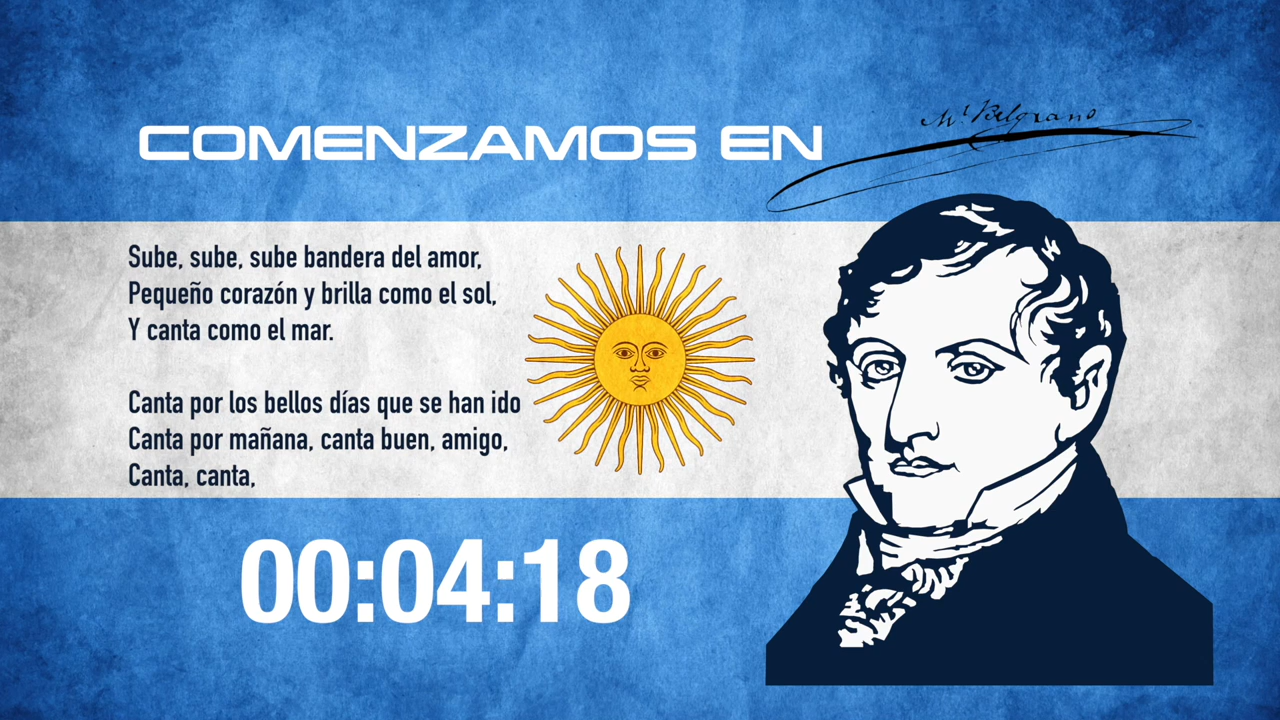 COMENZAMOS EN
Ml Belgrano
Sube, sube, sube bandera del amor,
Pequeño corazón y brilla como el sol,
Y canta como el mar.
Canta por los bellos días que se han ido
Canta por mañana, canta buen, amigo,
Canta, canta,
00:04:18